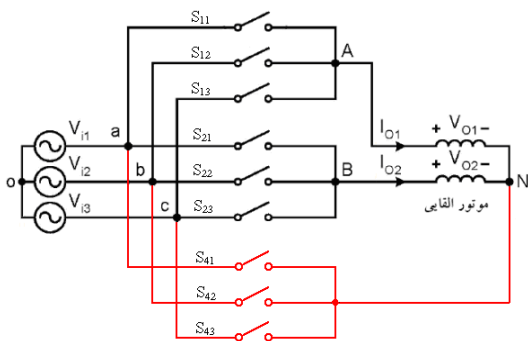 S11
S12
A
S13
a
Vi1
S21
IO1
+ VO1 −
b
Vi2
S22
B
IO2
+ VO2 −
o
N
c
Vi3
S23
موتور القایی
S41
S42
S43